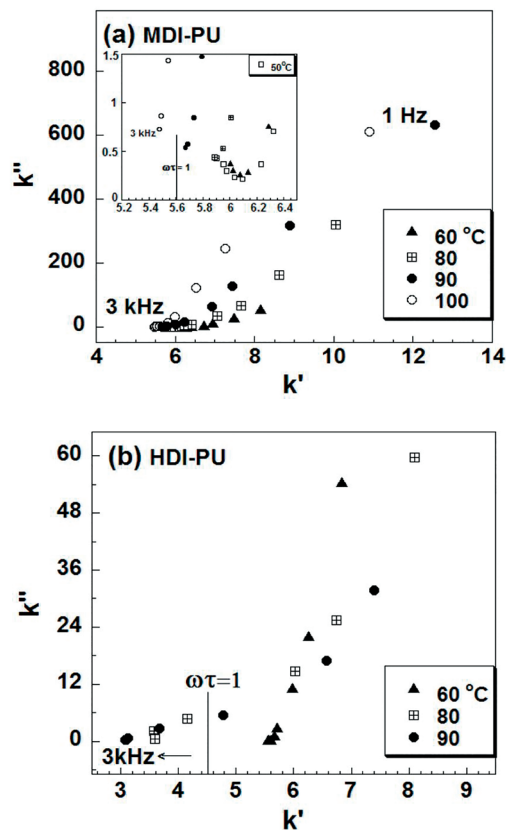 (a) MDI-PU
1.5
1
0.5
0
50°C
3 kHz
ωτ = 1
5.2 5.4 5.6 5.8 6 6.2 6.4
1 Hz
3 kHz
800
600
400
200
0
k"
60 °C
80
90
100
4 6 8 10 12 14
k'
(b) HDI-PU
60
48
36
24
12
0
k"
ωτ=1
3kHz ←
60 °C
80
90
3 4 5 6 7 8 9
k'